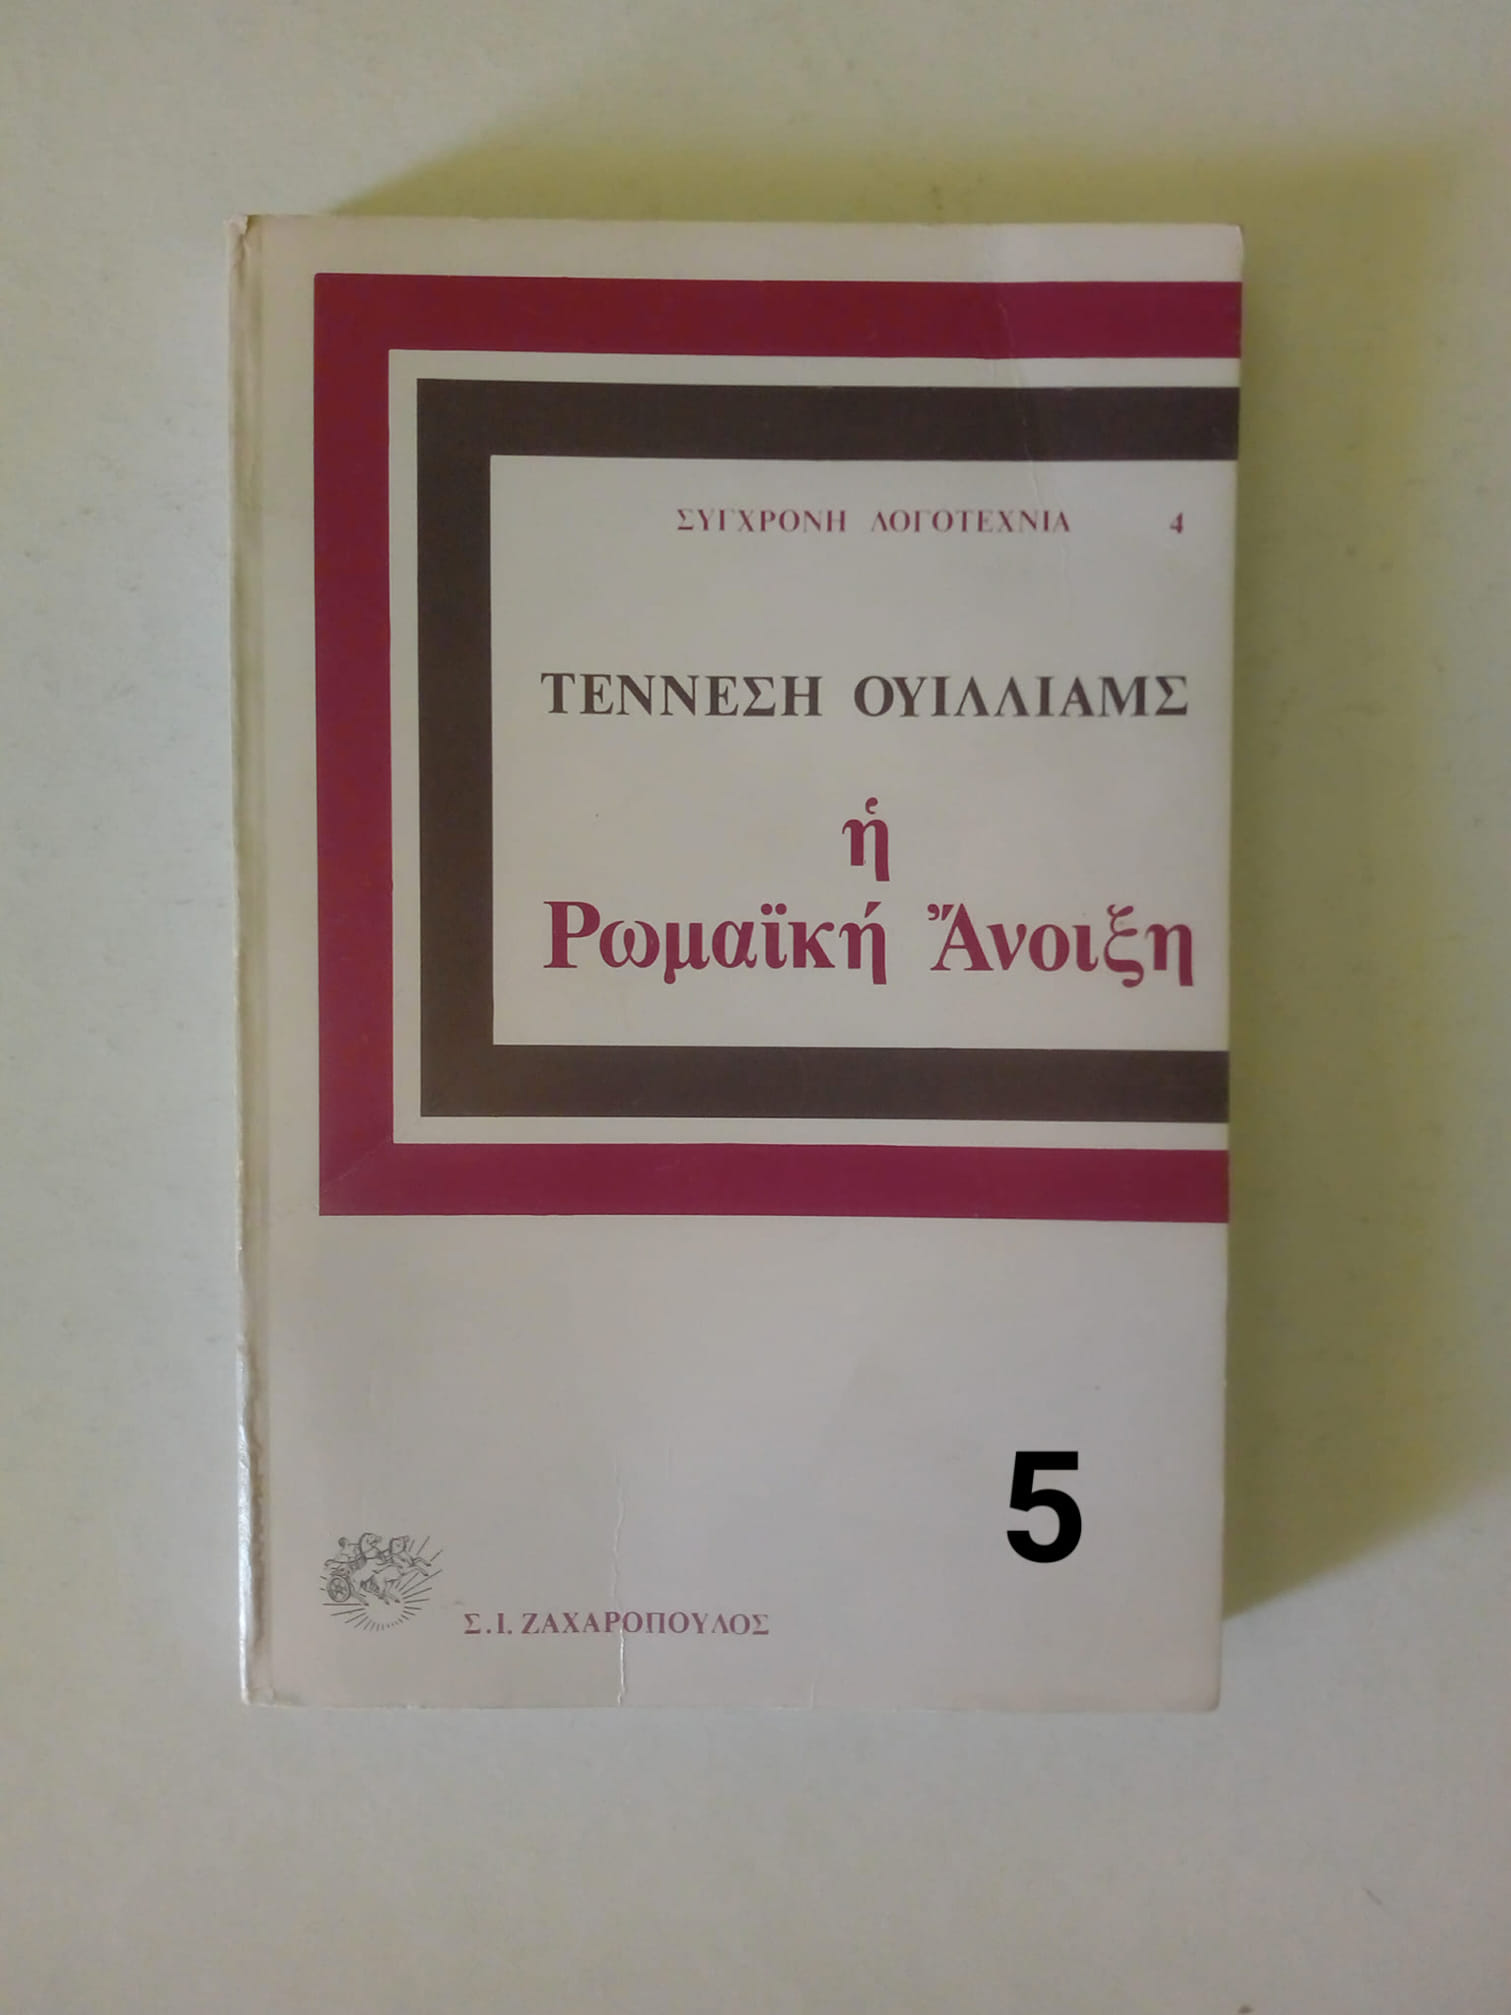 ΣΥΓΧΡΟΝΗ ΛΟΓΟΤΕΧΝΙΑ 4
ΤΕΝΝΕΣΗ ΟΥΙΛΛΙΑΜΣ
ἡ
Ρωμαϊκή Ἄνοιξη
5
Σ.Ι. ΖΑΧΑΡΟΠΟΥΛΟΣ